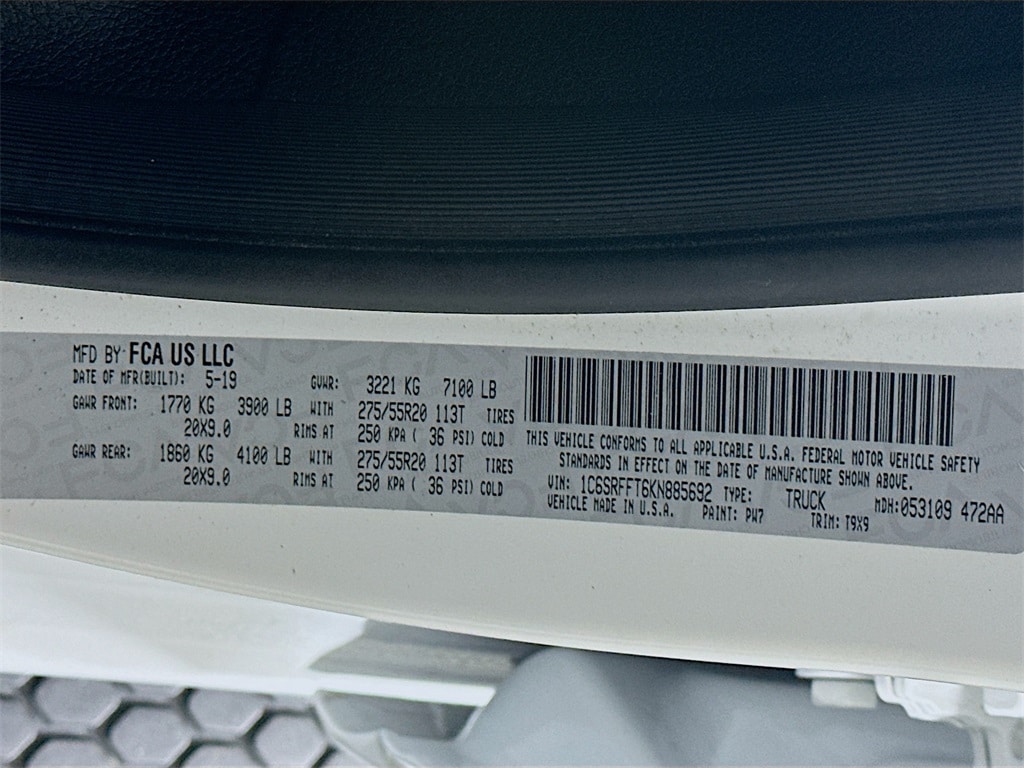 MFD BY FCA US LLC
DATE OF MFR(BUILT): 5-19 GVWR: 3221 KG 7100 LB
GAWR FRONT: 1770 KG 3900 LB WITH 275/55R20 113T TIRES
20X9.0 RIMS AT 250 KPA ( 36 PSI) COLD
GAWR REAR: 1860 KG 4100 LB WITH 275/55R20 113T TIRES
20X9.0 RIMS AT 250 KPA ( 36 PSI) COLD
THIS VEHICLE CONFORMS TO ALL APPLICABLE U.S.A. FEDERAL MOTOR VEHICLE SAFETY
STANDARDS IN EFFECT ON THE DATE OF MANUFACTURE SHOWN ABOVE.
VIN: 1C6SRFFT6KN885692 TYPE: TRUCK MDH:053109 472AA
VEHICLE MADE IN U.S.A. PAINT: PW7 TRIM: T9X9